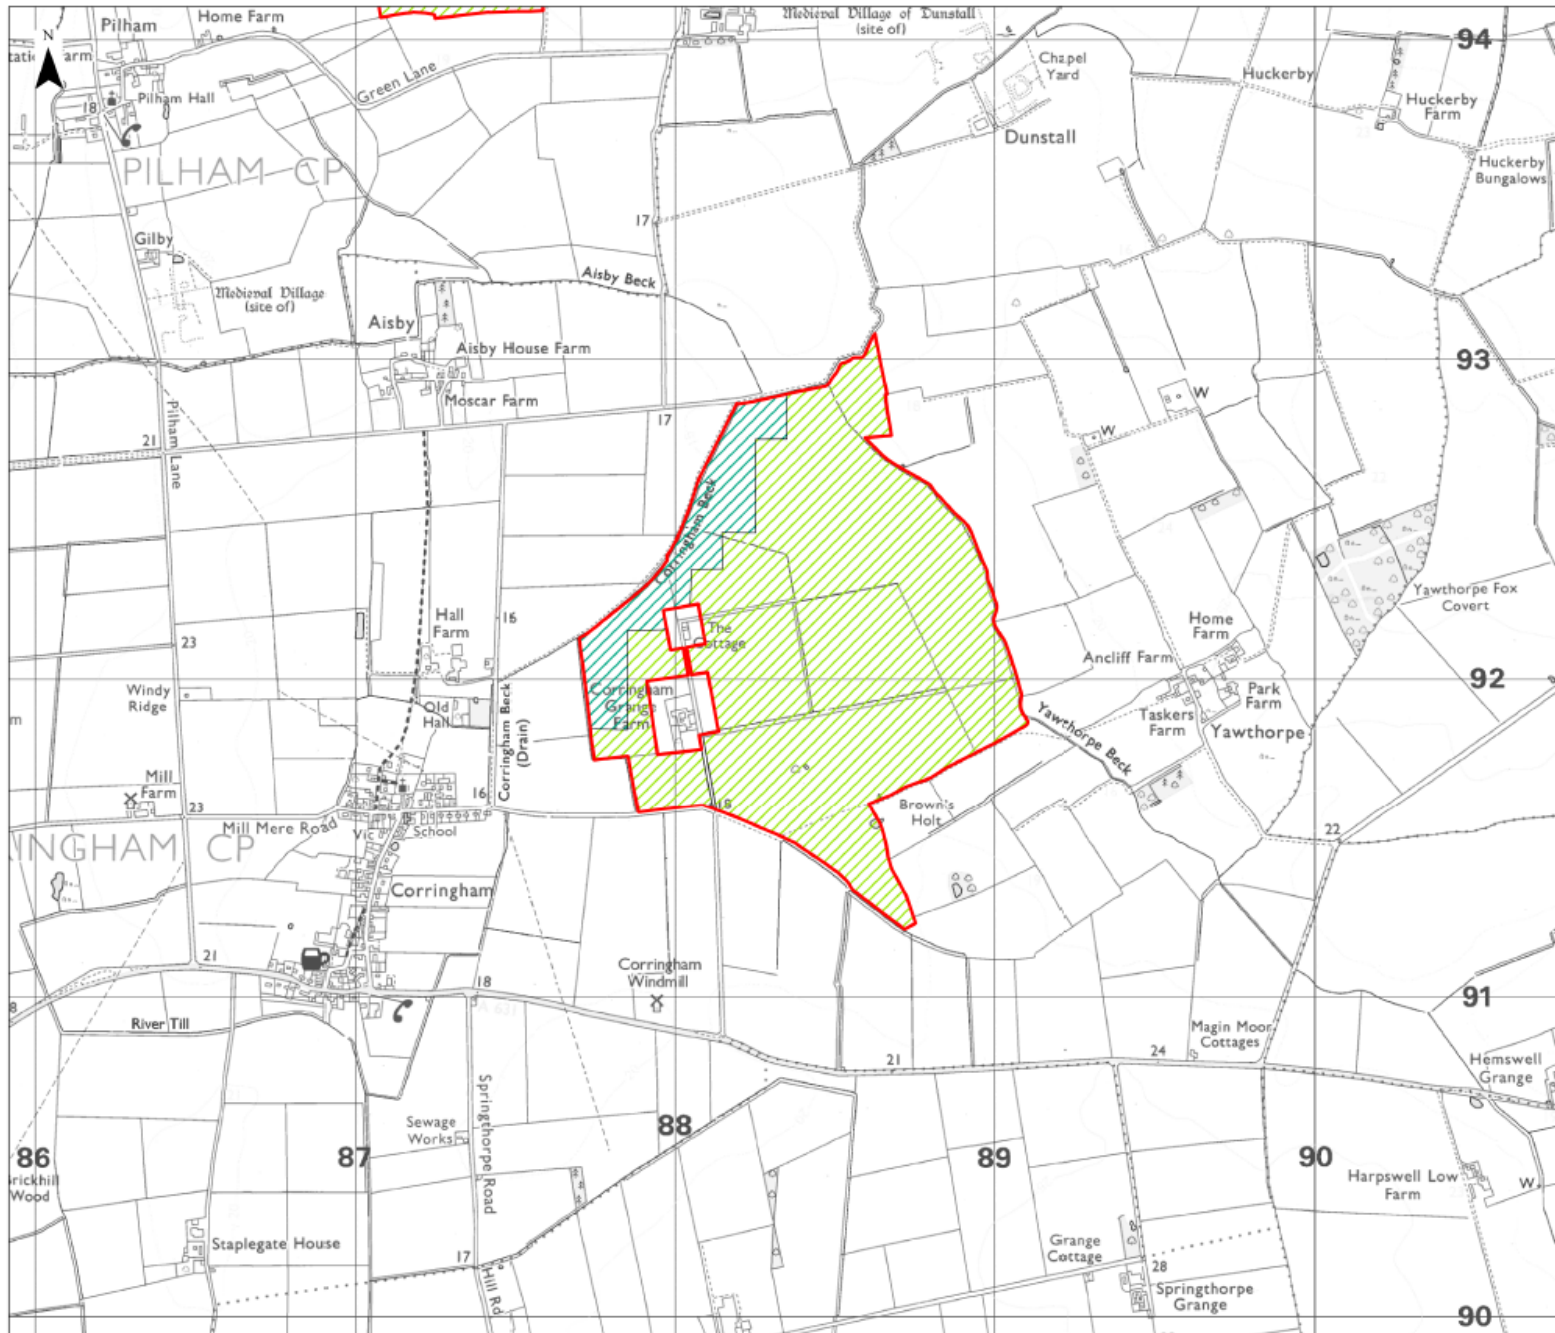 Pilham
Home Farm
Medieval Village of Dunstall
(site of)
94
N
Chapel
Yard
Huckerby
Green Lane
18
Pilham Hall
Huckerby
Farm
Dunstall
PILHAM CP
Huckerby
Bungalows
17
Gilby
Aisby Beck
Medieval Village
(site of)
Aisby
Aisby House Farm
93
Moscar Farm
W
17
W
21
Pilham
Lane
Corringham Beck
Yawthorpe Fox
Covert
Hall
Farm
16
The
Cottage
Home
Farm
23
Ancliff Farm
92
Windy
Ridge
Corringham
Grange
Farm
Park
Farm
Old
Hall
Corringham Beck
(Drain)
Taskers
Farm
Yawthorpe
Yawthorpe Beck
Mill
Farm
16
23
18
Brown's
Holt
Mill Mere Road
Vic
School
22
INGHAM CP
Corringham
21
Corringham
Windmill
18
91
8
A 631
River Till
Magin Moor
Cottages
21
24
Hemswell
Grange
Springthorpe Road
Sewage
Works
88
86
87
89
90
rickhill
Wood
Harpswell Low
Farm
W
Staplegate House
Grange
Cottage
17
28
Hill Rd
Springthorpe
Grange
90